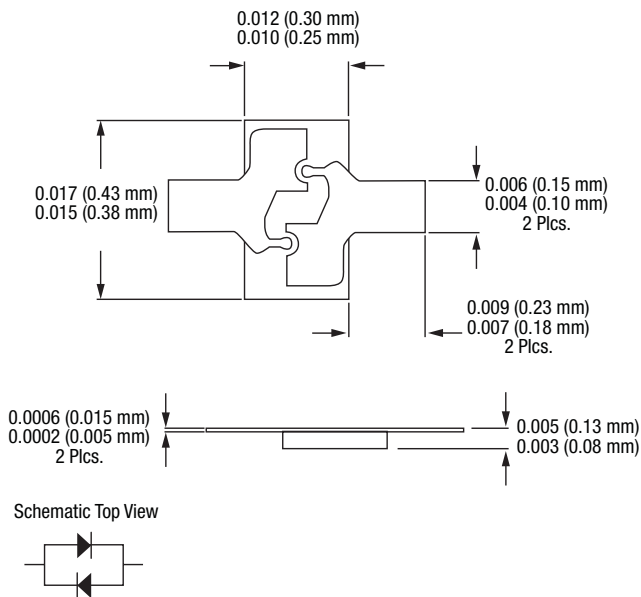 0.012 (0.30 mm)
0.010 (0.25 mm)
0.017 (0.43 mm)
0.015 (0.38 mm)
0.006 (0.15 mm)
0.004 (0.10 mm)
2 Plcs.
0.009 (0.23 mm)
0.007 (0.18 mm)
2 Plcs.
0.0006 (0.015 mm)
0.0002 (0.005 mm)
2 Plcs.
0.005 (0.13 mm)
0.003 (0.08 mm)
Schematic Top View